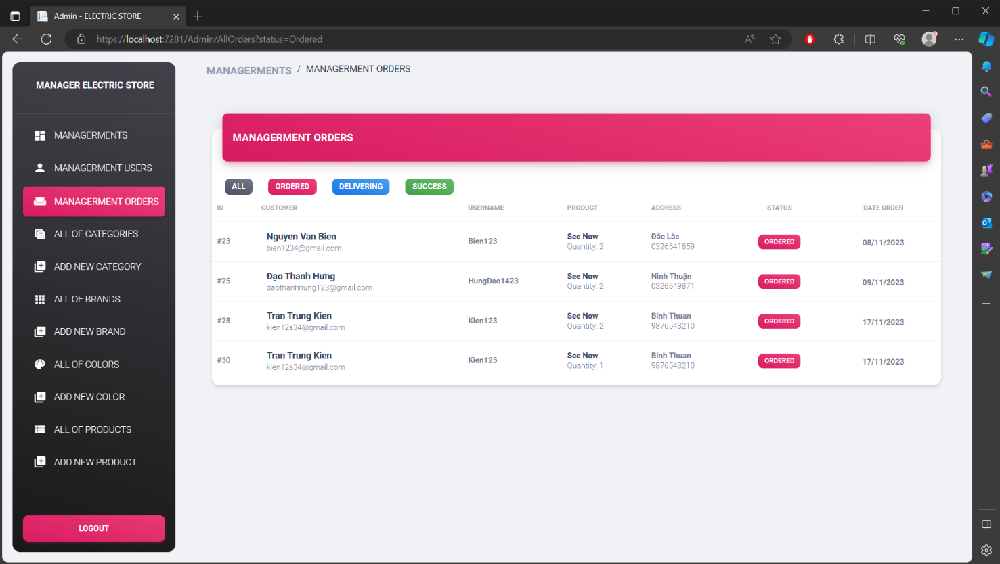 Admin - ELECTRIC STORE
https://localhost:7281/Admin/AllOrders?status=Ordered
MANAGER ELECTRIC STORE
MANAGERMENTS
MANAGERMENT USERS
MANAGERMENT ORDERS
ALL OF CATEGORIES
ADD NEW CATEGORY
ALL OF BRANDS
ADD NEW BRAND
ALL OF COLORS
ADD NEW COLOR
ALL OF PRODUCTS
ADD NEW PRODUCT
LOGOUT
MANAGERMENTS / MANAGERMENT ORDERS
MANAGERMENT ORDERS
ALL ORDERED DELIVERING SUCCESS
ID CUSTOMER USERNAME PRODUCT ADDRESS STATUS DATE ORDER
#23 Nguyen Van Bien Bien123 See Now Đắc Lắc ORDERED 08/11/2023
bien1234@gmail.com Quantity: 2 0326541859
#25 Đạo Thanh Hưng HungDao1423 See Now Ninh Thuận ORDERED 09/11/2023
daothanhhung123@gmail.com Quantity: 2 0326549871
#28 Tran Trung Kien Kien123 See Now Binh Thuan ORDERED 17/11/2023
kien12s34@gmail.com Quantity: 2 9876543210
#30 Tran Trung Kien Kien123 See Now Binh Thuan ORDERED 17/11/2023
kien12s34@gmail.com Quantity: 1 9876543210